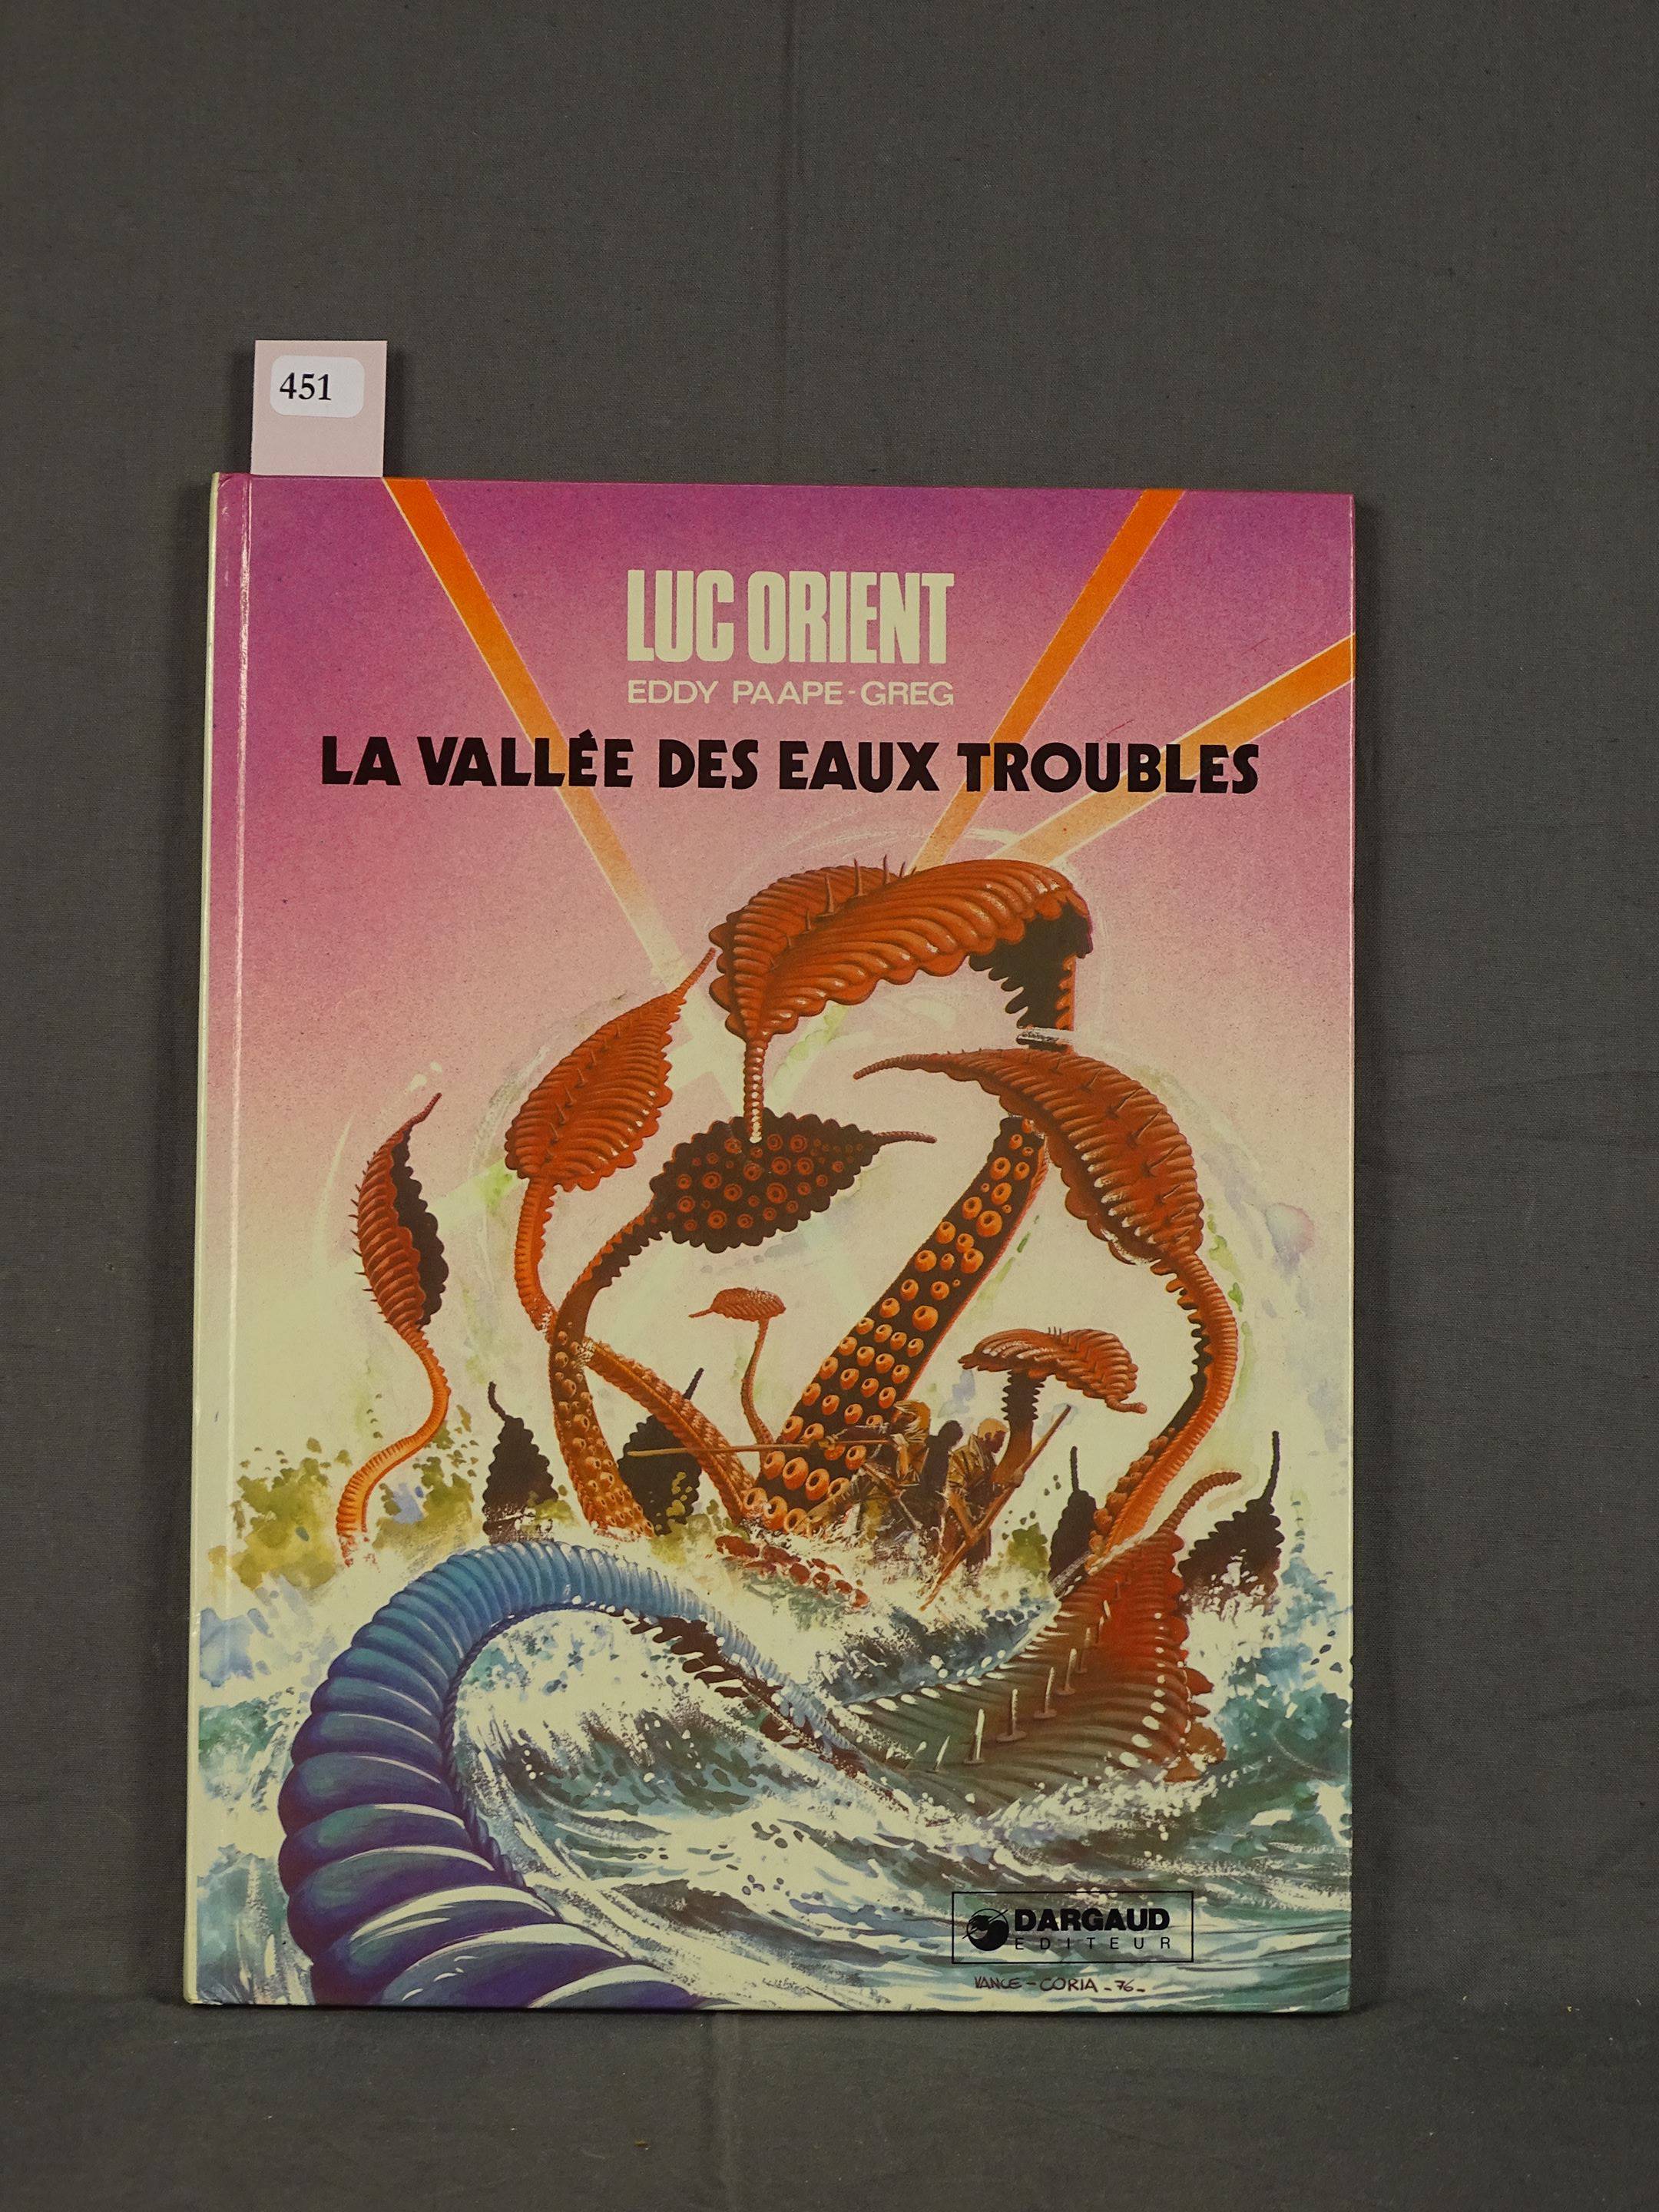 451
LUC ORIENT
EDDY PAAPE-GREG
LA VALLÉE DES EAUX TROUBLES
DARGAUD
EDITEUR
VANCE-CORIA-76-